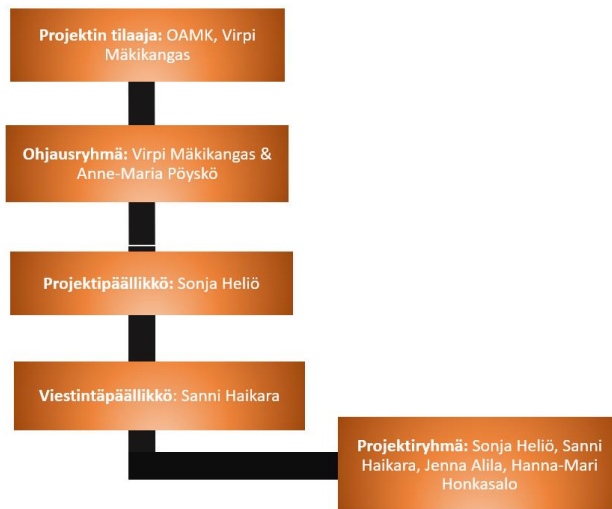 Projektin tilaaja: OAMK, Virpi
Mäkikangas
Ohjausryhmä: Virpi Mäkikangas &
Anne-Maria Pöyskö
Projektipäällikkö: Sonja Heliö
Viestintäpäällikkö: Sanni Haikara
Projektiryhmä: Sonja Heliö, Sanni
Haikara, Jenna Alila, Hanna-Mari
Honkasalo